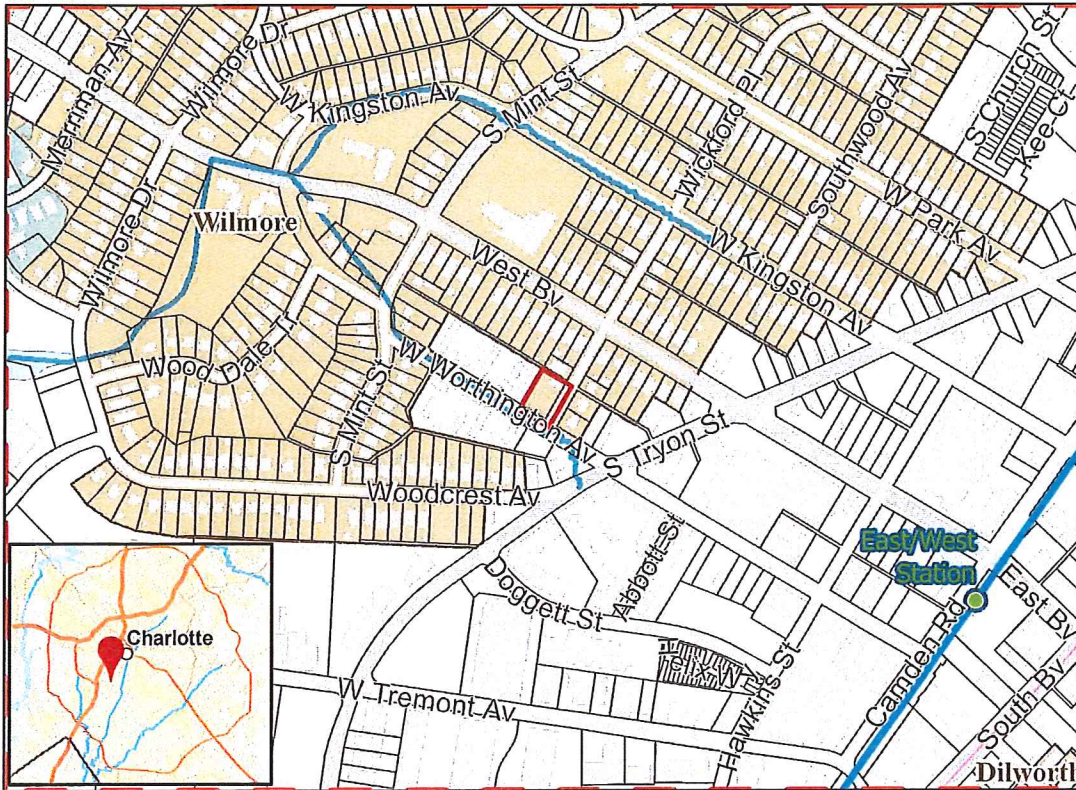 Merriman Av
Wilmore Dr
W Kingston Av
S Mint St
Wickford Pl
Southwood Av
S Church St
Kee Ct
W Park Av
Wilmore
Wilmore Dr
West Bv
W Kingston Av
Wood Dale Tr
S Mint St
W Worthington Av
S Tryon St
Woodcrest Av
East/West
Station
East Bv
Abbott St
Doggett St
Hawkins St
Camden Rd
South Bv
W Tremont Av
Dilworth
Charlotte